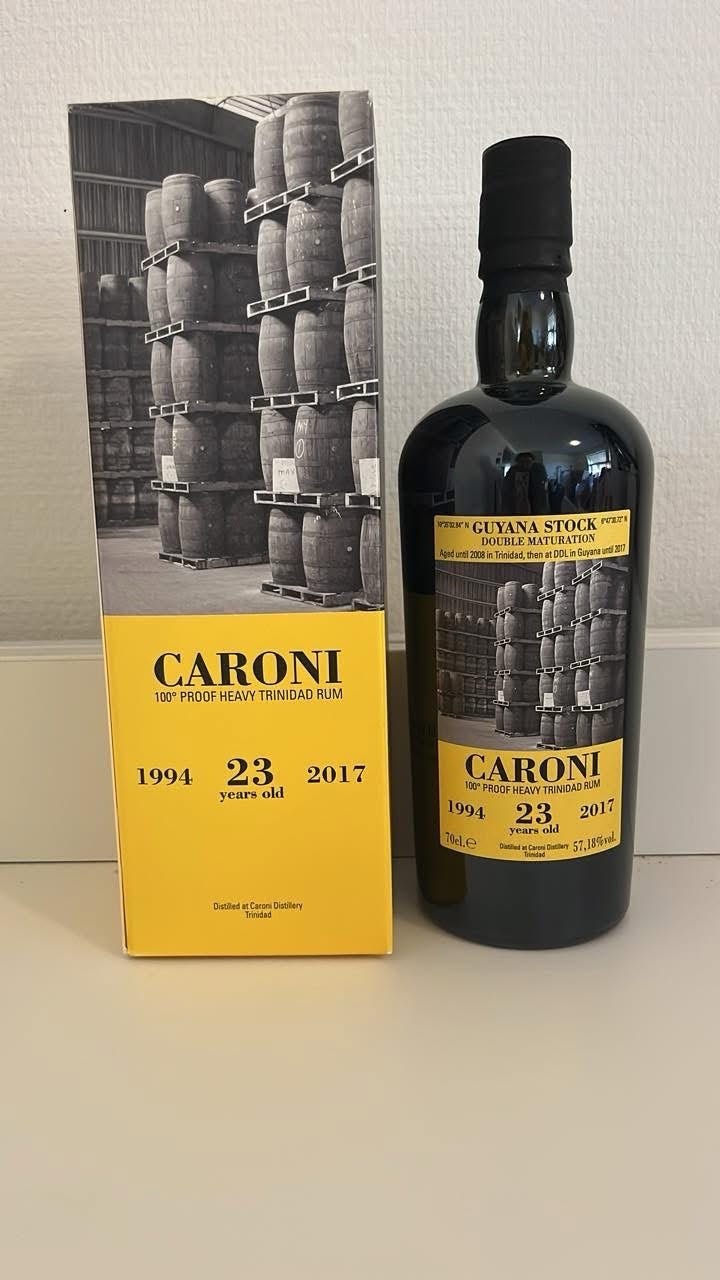 CARONI
100° PROOF HEAVY TRINIDAD RUM
1994 23 2017
years old
Distilled at Caroni Distillery
Trinidad
GUYANA STOCK
DOUBLE MATURATION
Aged until 2008 in Trinidad, then at DDL in Guyana until 2017
CARONI
100° PROOF HEAVY TRINIDAD RUM
1994 23 2017
years old
70cl.℮ Distilled at Caroni Distillery 57,18%vol.
Trinidad